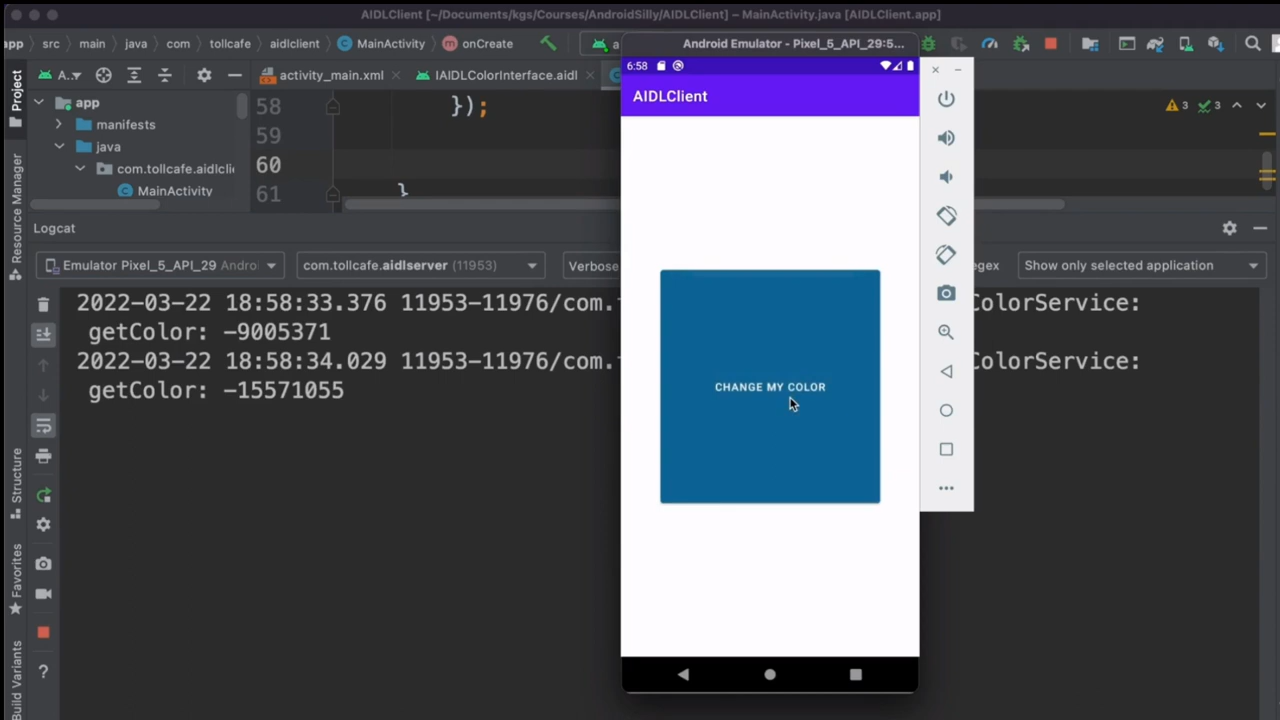 AIDLClient [~/Documents/kgs/Courses/AndroidSilly/AIDLClient] – MainActivity.java [AIDLClient.app]
app src main java com tollcafe aidlclient MainActivity onCreate a
Android Emulator - Pixel_5_API_29:5...
Project
A..
activity_main.xml
IAIDLColorInterface.aidl
6:58
AIDLClient
app
manifests
java
com.tollcafe.aidlcli
MainActivity
58 });
59
60
61 }
3 3
Resource Manager
Logcat
Emulator Pixel_5_API_29 Andro
com.tollcafe.aidlserver (11953)
Verbose
egex
Show only selected application
2022-03-22 18:58:33.376 11953-11976/com. ColorService:
getColor: -9005371
2022-03-22 18:58:34.029 11953-11976/com. ColorService:
getColor: -15571055
CHANGE MY COLOR
Structure
Favorites
Build Variants